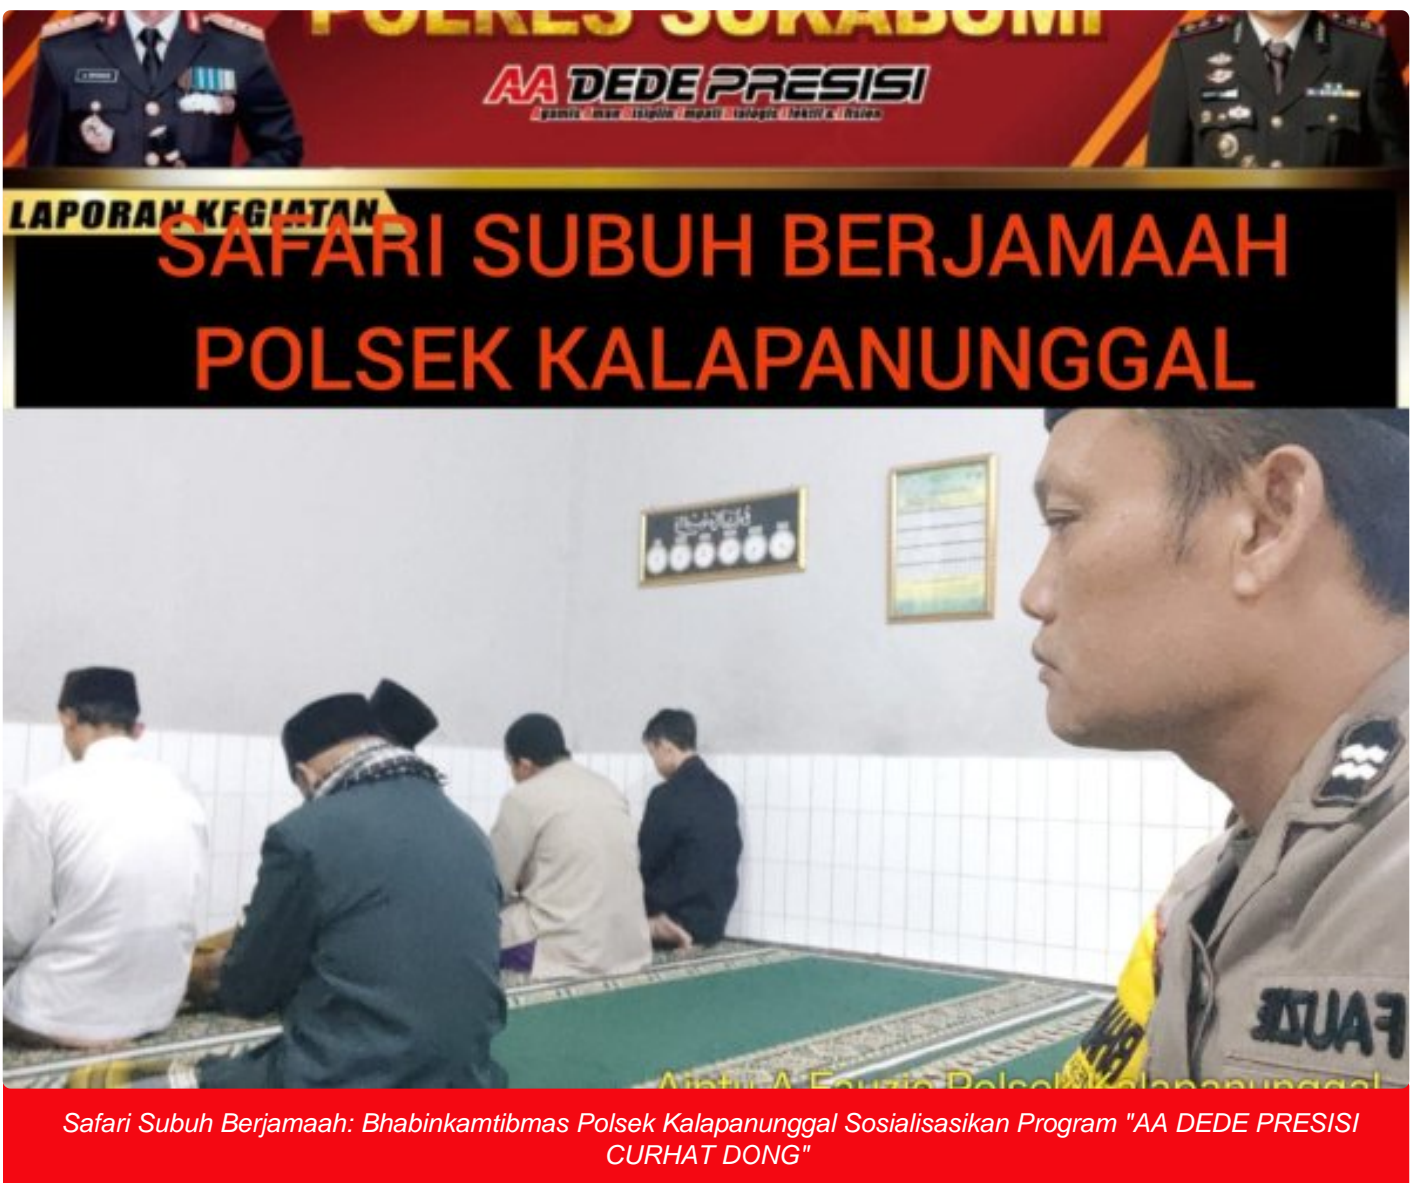 POLRES SUKABUMI
AA DEDE PRESISI
LAPORAN KEGIATAN
SAFARI SUBUH BERJAMAAH
POLSEK KALAPANUNGGAL
FAUZIE
Aiptu A Fauzie Polsek Kalapanunggal
Safari Subuh Berjamaah: Bhabinkamtibmas Polsek Kalapanunggal Sosialisasikan Program "AA DEDE PRESISI
CURHAT DONG"